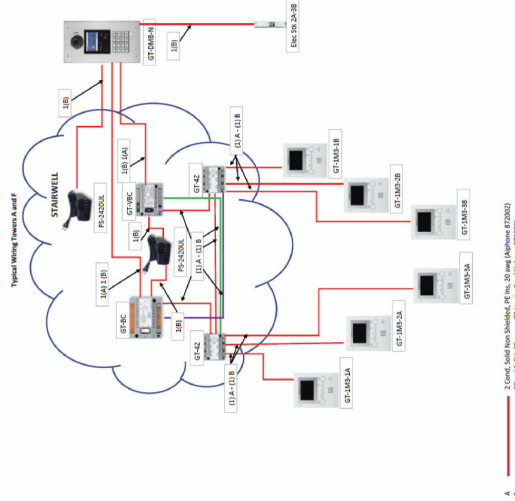 Typical Wiring Towers A and F
STAIRWELL
1(B)
PS-2420UL
GT-DMB-N
1(B)
Elec Stk 2A-3B
1(A) 1 (B)
GT-VBC
1(B) 1(A)
1(B)
GT-BC
PS-2420UL
1(B)
(1) A - (1) B
GT-4Z
(1) A - (1) B
GT-4Z
(1) A - (1) B
GT-1M3-1B
GT-1M3-2B
GT-1M3-3B
GT-1M3-3A
GT-1M3-2A
GT-1M3-1A
A 2 Cond, Solid Non Shielded, PE Ins, 20 awg (Aiphone 872002)